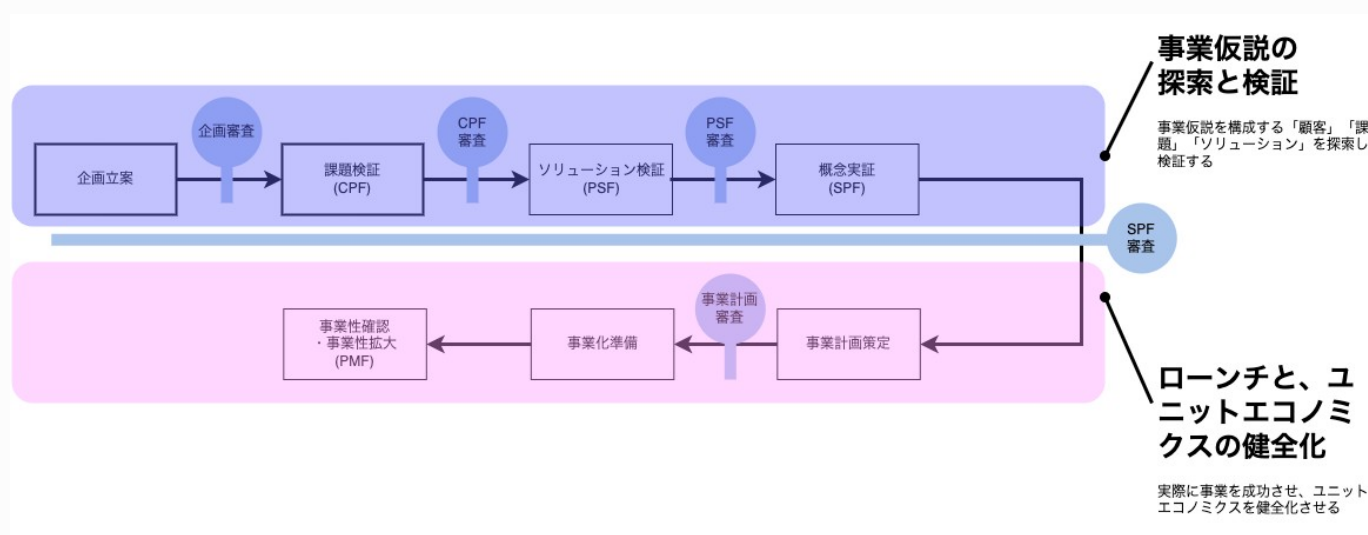 事業仮説の
探索と検証
事業仮説を構成する「顧客」「課
題」「ソリューション」を探索し
検証する
企画審査
CPF
審査
PSF
審査
企画立案
課題検証
(CPF)
ソリューション検証
(PSF)
概念実証
(SPF)
SPF
審査
事業計画
審査
事業性確認
・事業性拡大
(PMF)
事業化準備
事業計画策定
ローンチと、ユ
ニットエコノミ
クスの健全化
実際に事業を成功させ、ユニット
エコノミクスを健全化させる